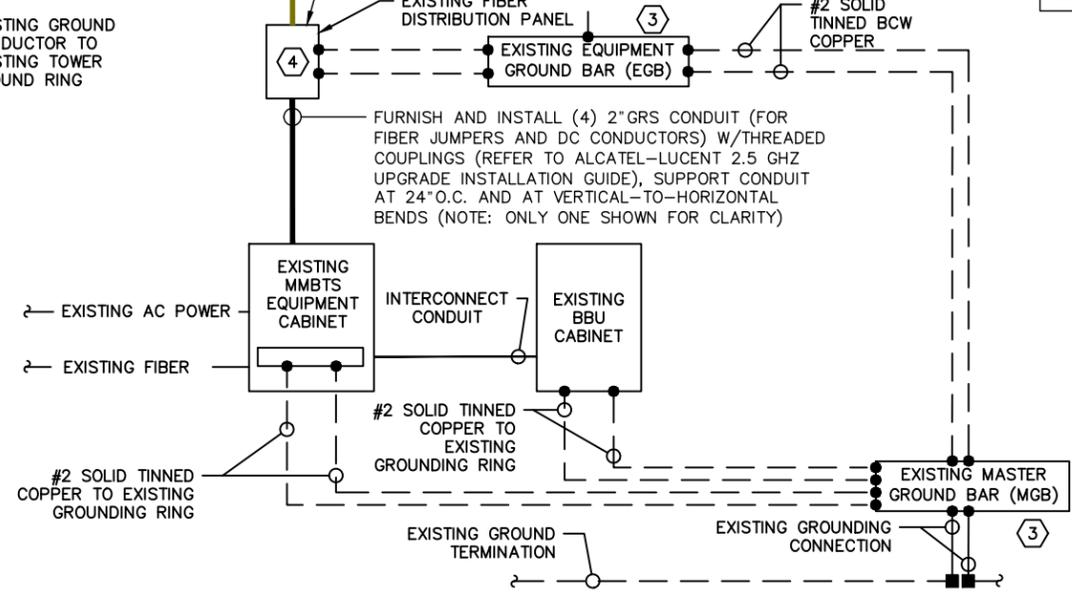 STING GROUND
DUCTOR TO
STING TOWER
UND RING
EXISTING FIBER
DISTRIBUTION PANEL
4
3
EXISTING EQUIPMENT
GROUND BAR (EGB)
#2 SOLID
TINNED BCW
COPPER
FURNISH AND INSTALL (4) 2"GRS CONDUIT (FOR
FIBER JUMPERS AND DC CONDUCTORS) W/THREADED
COUPLINGS (REFER TO ALCATEL–LUCENT 2.5 GHZ
UPGRADE INSTALLATION GUIDE), SUPPORT CONDUIT
AT 24"O.C. AND AT VERTICAL–TO–HORIZONTAL
BENDS (NOTE: ONLY ONE SHOWN FOR CLARITY)
EXISTING
MMBTS
EQUIPMENT
CABINET
EXISTING AC POWER
EXISTING FIBER
INTERCONNECT
CONDUIT
EXISTING
BBU
CABINET
#2 SOLID TINNED
COPPER TO
EXISTING
GROUNDING RING
#2 SOLID TINNED
COPPER TO EXISTING
GROUNDING RING
EXISTING MASTER
GROUND BAR (MGB)
EXISTING GROUND
TERMINATION
EXISTING GROUNDING
CONNECTION
3